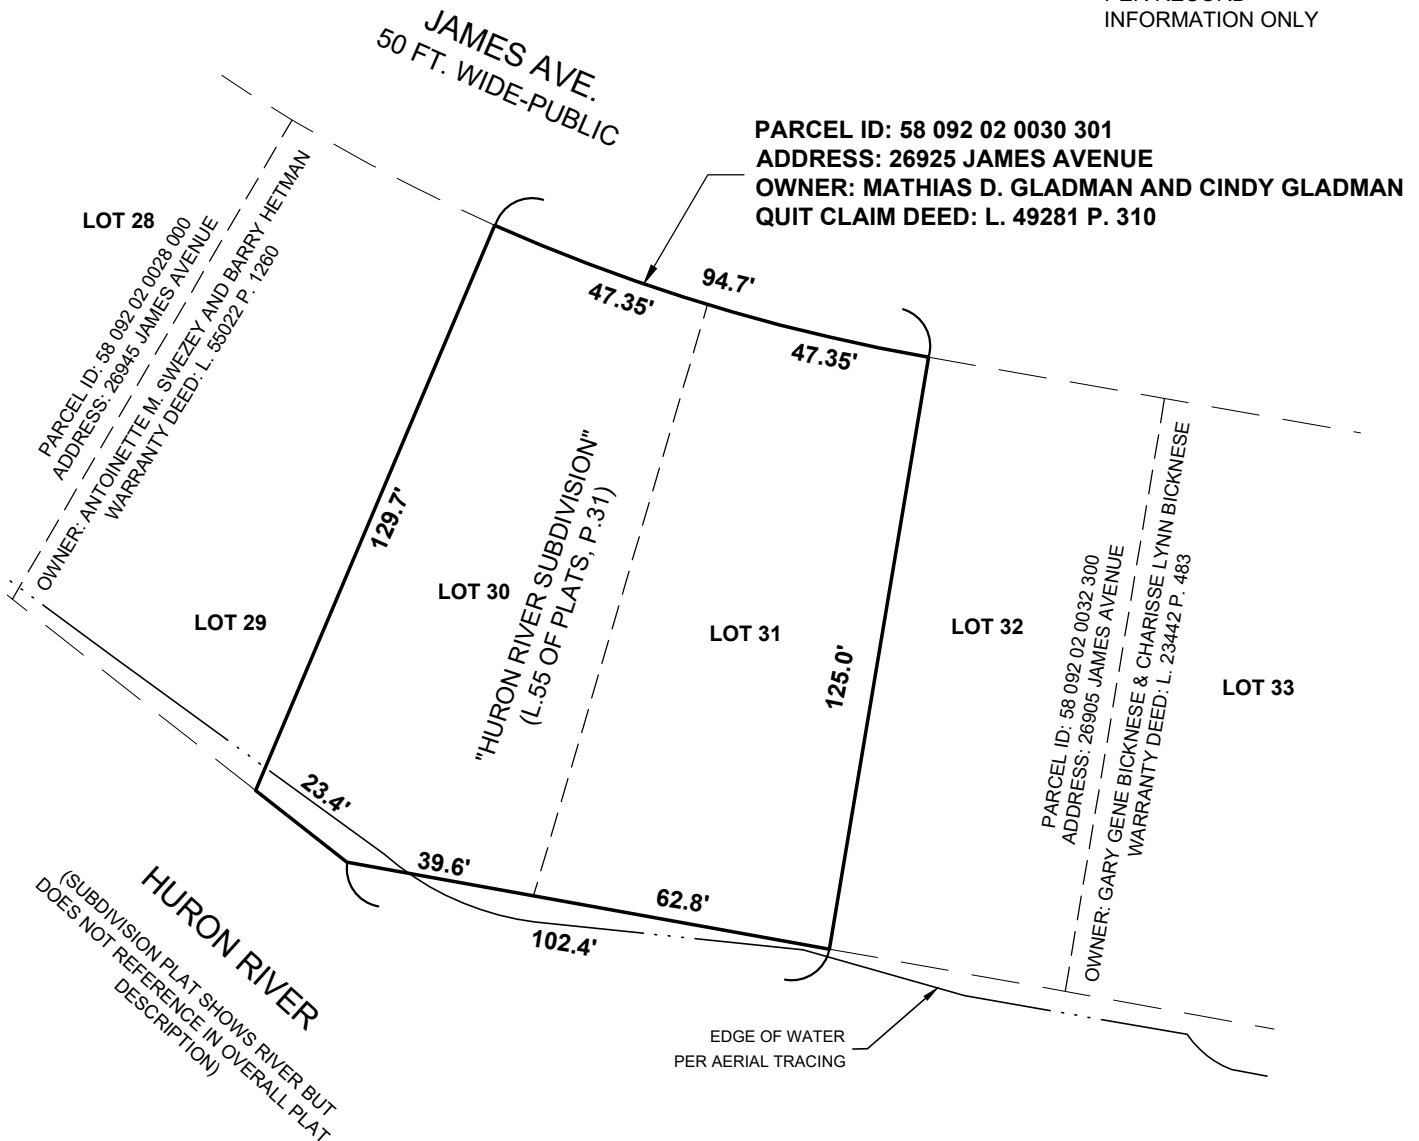 INFORMATION ONLY
JAMES AVE.
50 FT. WIDE-PUBLIC
PARCEL ID: 58 092 02 0030 301
ADDRESS: 26925 JAMES AVENUE
OWNER: MATHIAS D. GLADMAN AND CINDY GLADMAN
QUIT CLAIM DEED: L. 49281 P. 310
LOT 28
PARCEL ID: 58 092 02 0028 000
ADDRESS: 26945 JAMES AVENUE
OWNER: ANTOINETTE M. SWEZEY AND BARRY HETMAN
WARRANTY DEED: L. 55022 P. 1260
94.7'
47.35'
47.35'
129.7'
"HURON RIVER SUBDIVISION"
(L.55 OF PLATS, P.31)
LOT 29
LOT 30
LOT 31
125.0'
LOT 32
PARCEL ID: 58 092 02 0032 300
ADDRESS: 26905 JAMES AVENUE
OWNER: GARY GENE BICKNESE & CHARISSE LYNN BICKNESE
WARRANTY DEED: L. 23442 P. 483
LOT 33
23.4'
39.6'
62.8'
102.4'
HURON RIVER
(SUBDIVISION PLAT SHOWS RIVER BUT
DOES NOT REFERENCE IN OVERALL PLAT
DESCRIPTION)
EDGE OF WATER
PER AERIAL TRACING